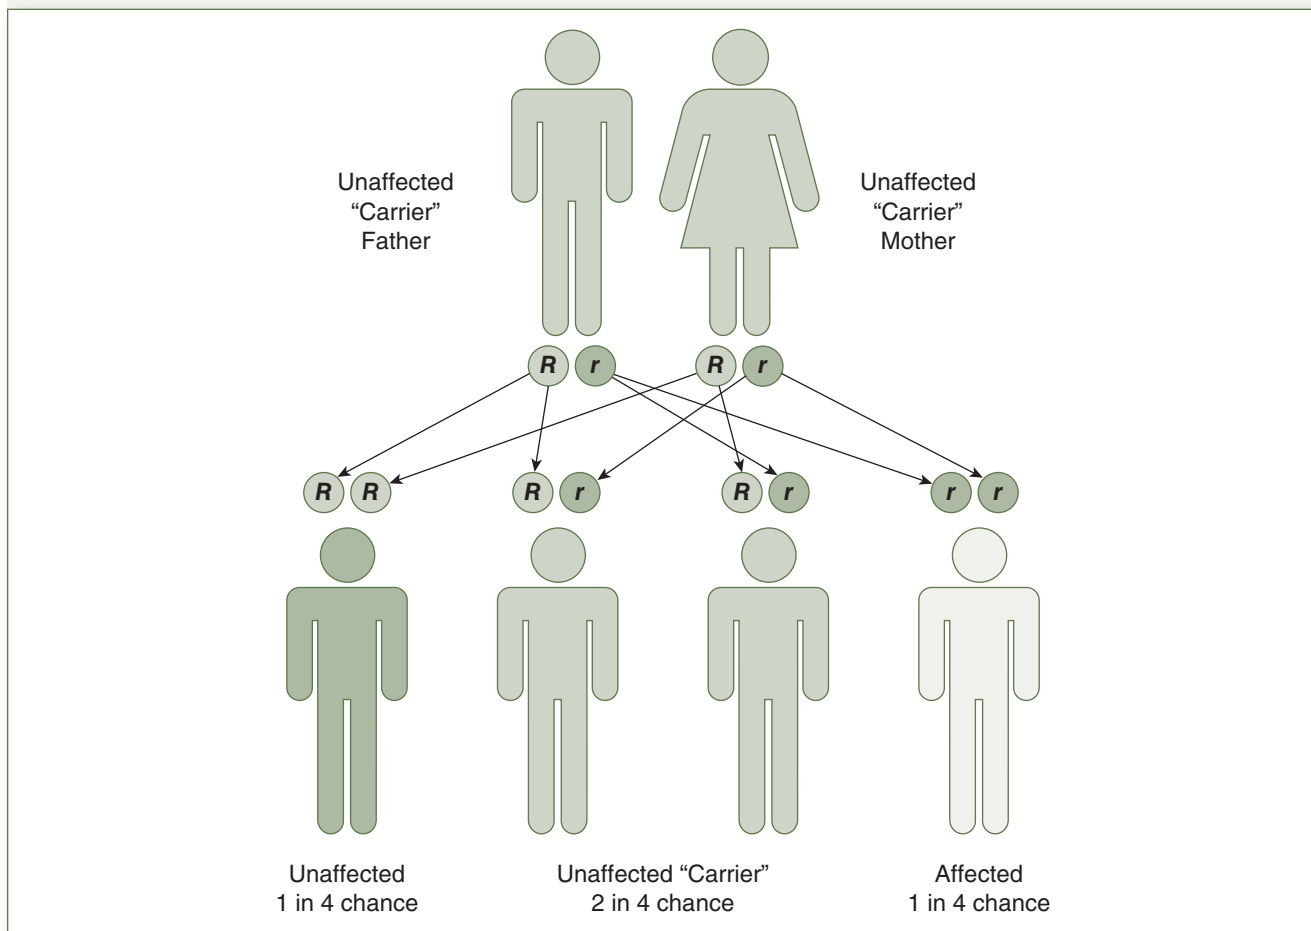 Unaffected
“Carrier”
Father
Unaffected
“Carrier”
Mother
R r R r
R R R r R r r r
Unaffected
1 in 4 chance
Unaffected “Carrier”
2 in 4 chance
Affected
1 in 4 chance